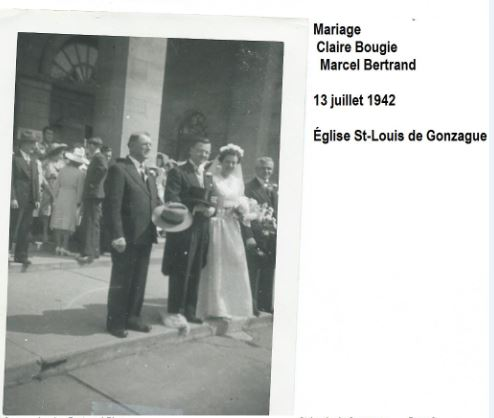 Mariage
Claire Bougie
Marcel Bertrand
13 juillet 1942
Église St-Louis de Gonzague